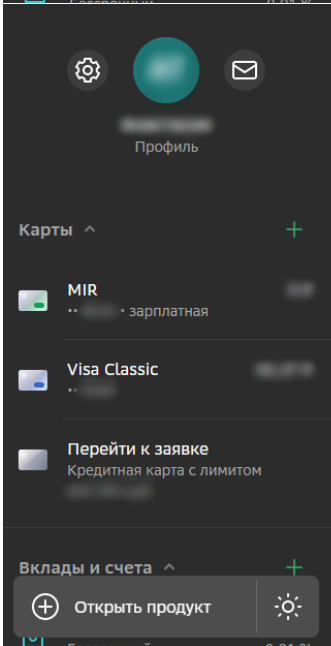 Профиль
Карты
MIR
•• • зарплатная
Visa Classic
••
Перейти к заявке
Кредитная карта с лимитом
Вклады и счета
Открыть продукт